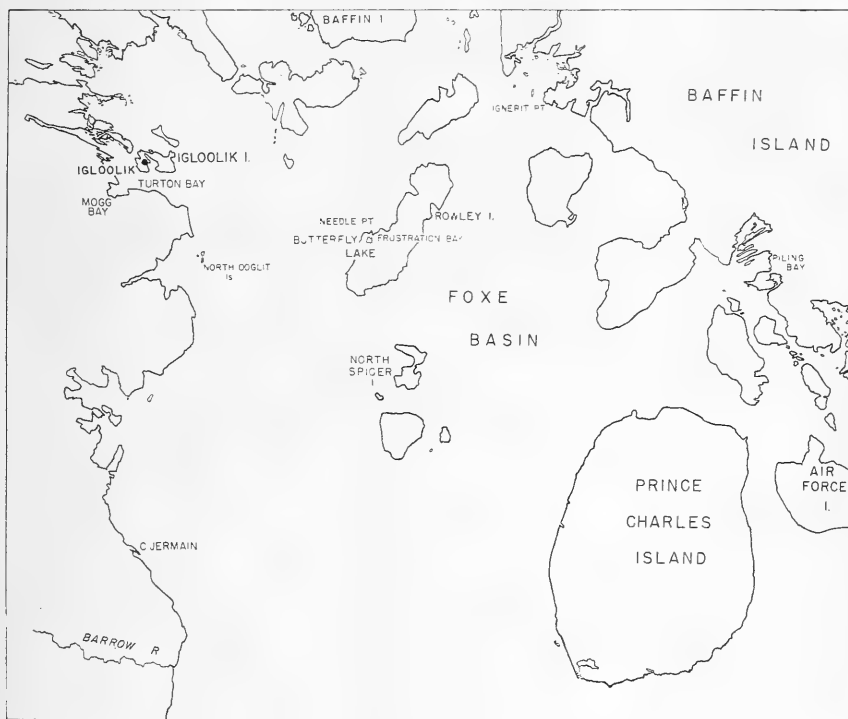 BAFFIN I
IGNERIT PT.
BAFFIN
ISLAND
IGLOOLIK
IGLOOLIK I.
TURTON BAY
MOGG
BAY
NEEDLE PT
ROWLEY I.
BUTTERFLY
LAKE
FRUSTRATION BAY
NORTH OOGLIT
IS
PILING
BAY
FOXE
BASIN
NORTH
SPICER
I
PRINCE
CHARLES
ISLAND
AIR
FORCE
I.
C JERMAIN
BARROW R